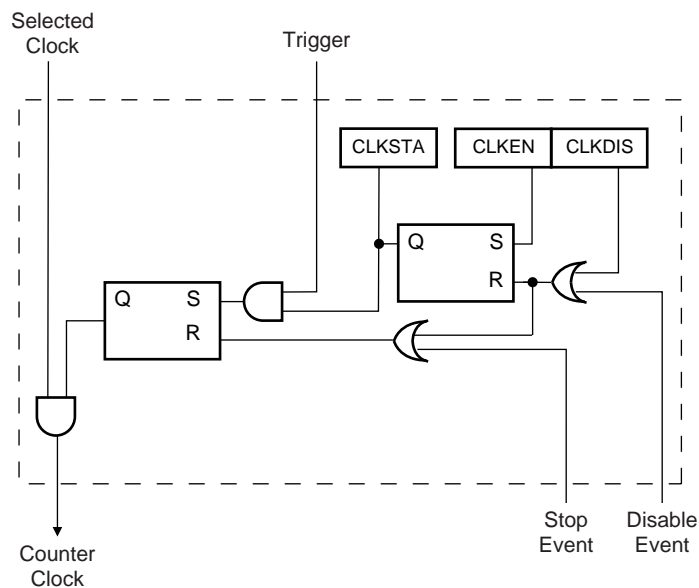 Selected
Clock
Trigger
CLKSTA
CLKEN
CLKDIS
Q
S
R
Q
S
R
Stop
Event
Disable
Event
Counter
Clock